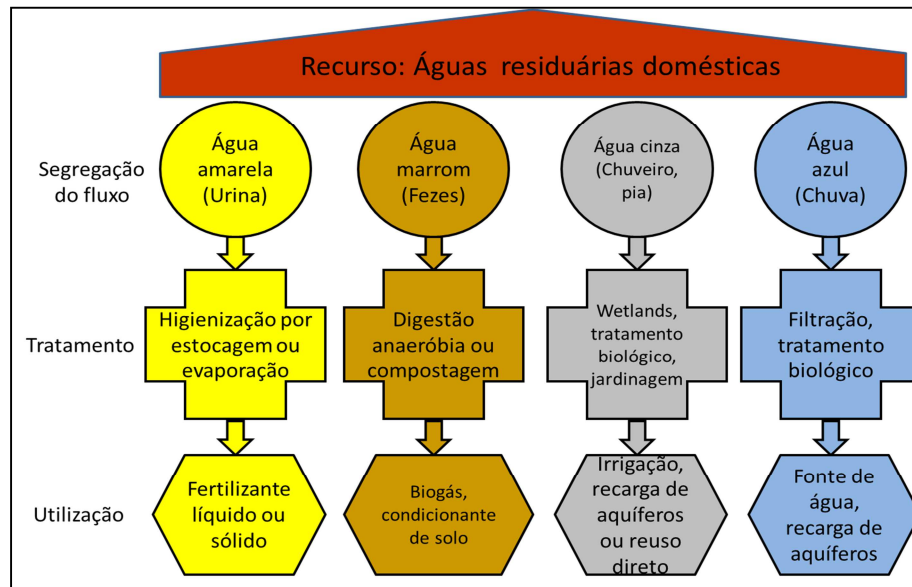 Recurso: Águas residuárias domésticas
Segregação
do fluxo
Água
amarela
(Urina)
Água
marrom
(Fezes)
Água cinza
(Chuveiro,
pia)
Água
azul
(Chuva)
Tratamento
Higienização por
estocagem ou
evaporação
Digestão
anaeróbia ou
compostagem
Wetlands,
tratamento
biológico,
jardinagem
Filtração,
tratamento
biológico
Utilização
Fertilizante
líquido ou
sólido
Biogás,
condicionante
de solo
Irrigação,
recarga de
aquíferos
ou reuso
direto
Fonte de
água,
recarga de
aquíferos